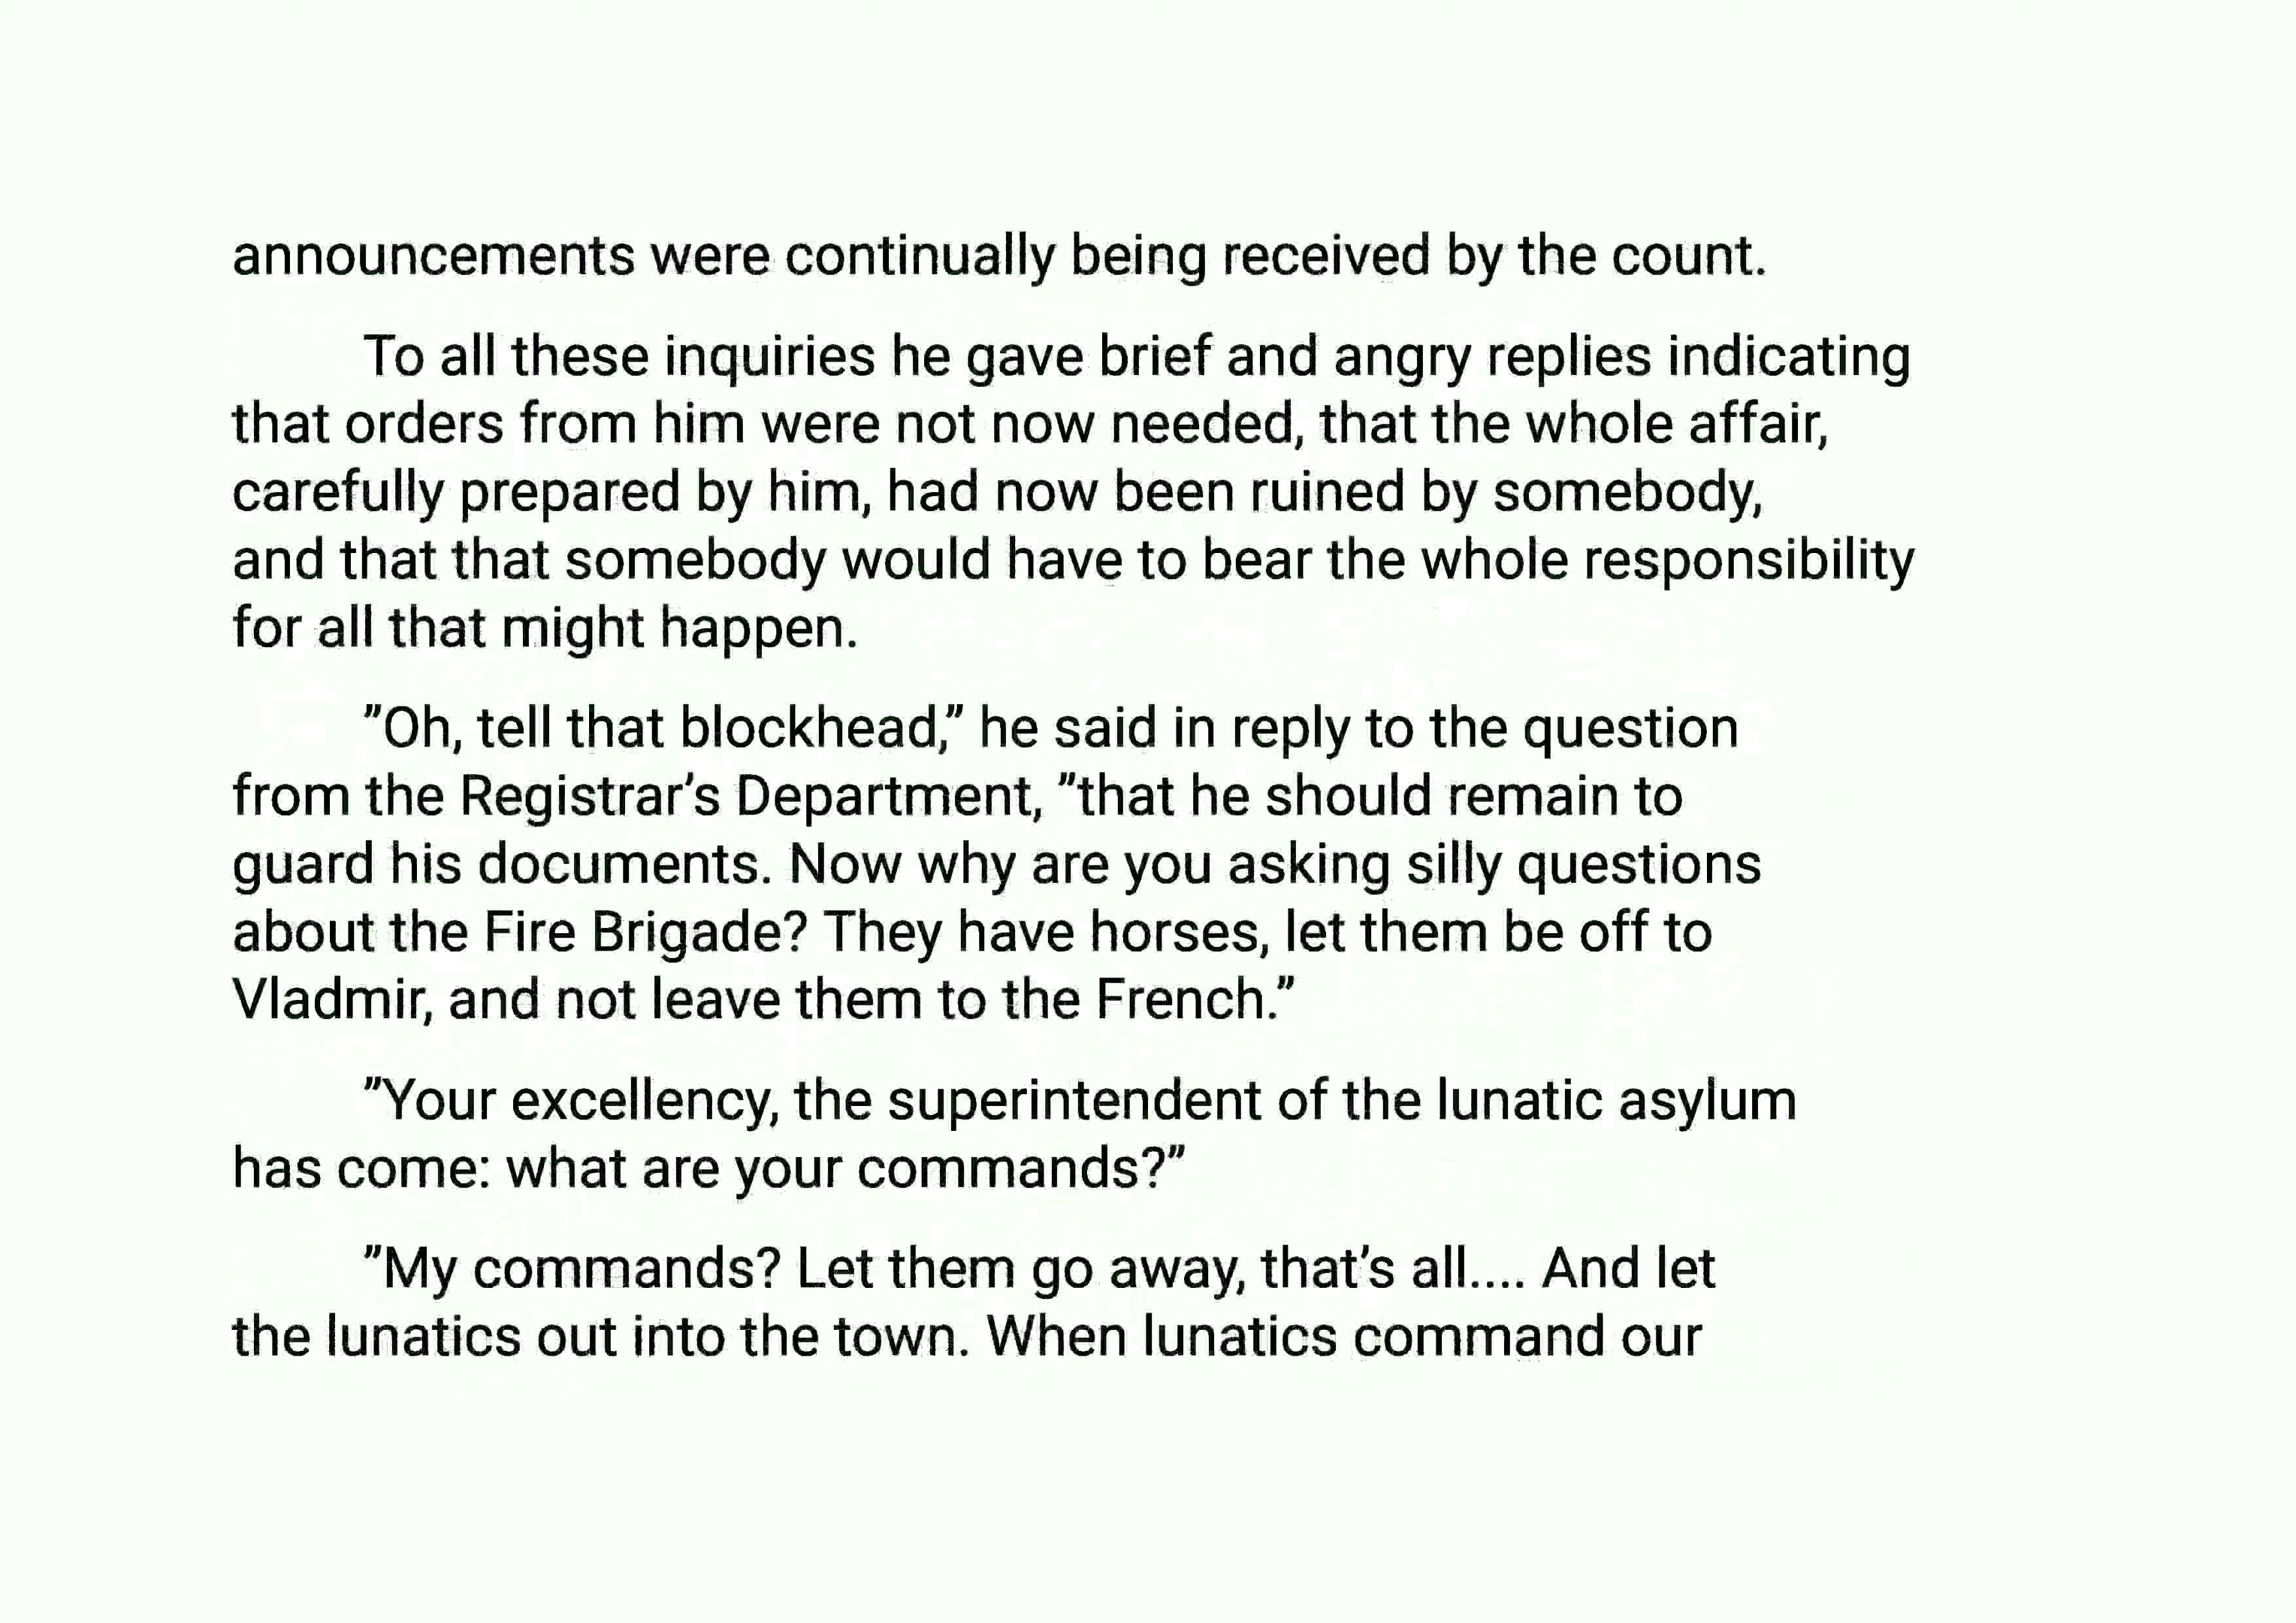 announcements were continually being received by the count.
To all these inquiries he gave brief and angry replies indicating
that orders from him were not now needed, that the whole affair,
carefully prepared by him, had now been ruined by somebody,
and that that somebody would have to bear the whole responsibility
for all that might happen.
”Oh, tell that blockhead,” he said in reply to the question
from the Registrar’s Department, ”that he should remain to
guard his documents. Now why are you asking silly questions
about the Fire Brigade? They have horses, let them be off to
Vladmir, and not leave them to the French.”
”Your excellency, the superintendent of the lunatic asylum
has come: what are your commands?”
”My commands? Let them go away, that’s all.... And let
the lunatics out into the town. When lunatics command our